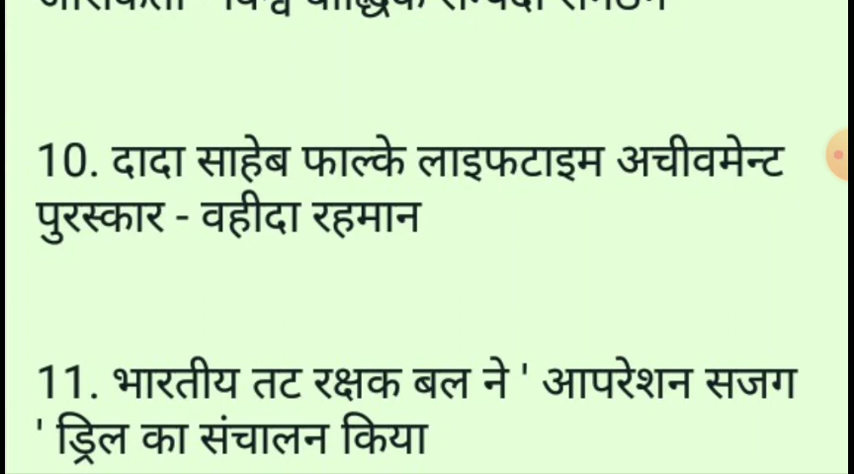 10. दादा साहेब फाल्के लाइफटाइम अचीवमेन्ट
पुरस्कार - वहीदा रहमान
11. भारतीय तट रक्षक बल ने ' आपरेशन सजग
' ड्रिल का संचालन किया